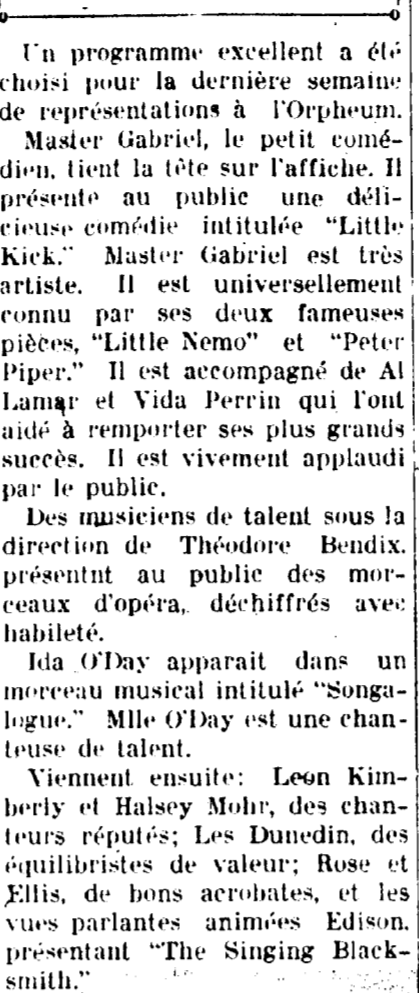 Un programme excellent a été
choisi pour la dernière semaine
de représentations à l'Orpheum.
Master Gabriel, le petit comé-
dien, tient la tête sur l'affiche. Il
présente au public une déli-
cieuse comédie intitulée "Little
Kick." Master Gabriel est très
artiste. Il est universellement
connu par ses deux fameuses
pièces, "Little Nemo" et "Peter
Piper." Il est accompagné de Al
Lamar et Vida Perrin qui l'ont
aidé à remporter ses plus grands
succès. Il est vivement applaudi
par le public.
Des musiciens de talent sous la
direction de Théodore Bendix,
présentnt au public des mor-
ceaux d'opéra, déchiffrés avec
habileté.
Ida O'Day apparait dans un
morceau musical intitulé "Songa-
logue." Mlle O'Day est une chan-
teuse de talent.
Viennent ensuite: Leon Kim-
berly et Halsey Mohr, des chan-
teurs réputés; Les Dunedin, des
équilibristes de valeur; Rose et
Ellis, de bons acrobates, et les
vues parlantes animées Edison,
présentant "The Singing Black-
smith."